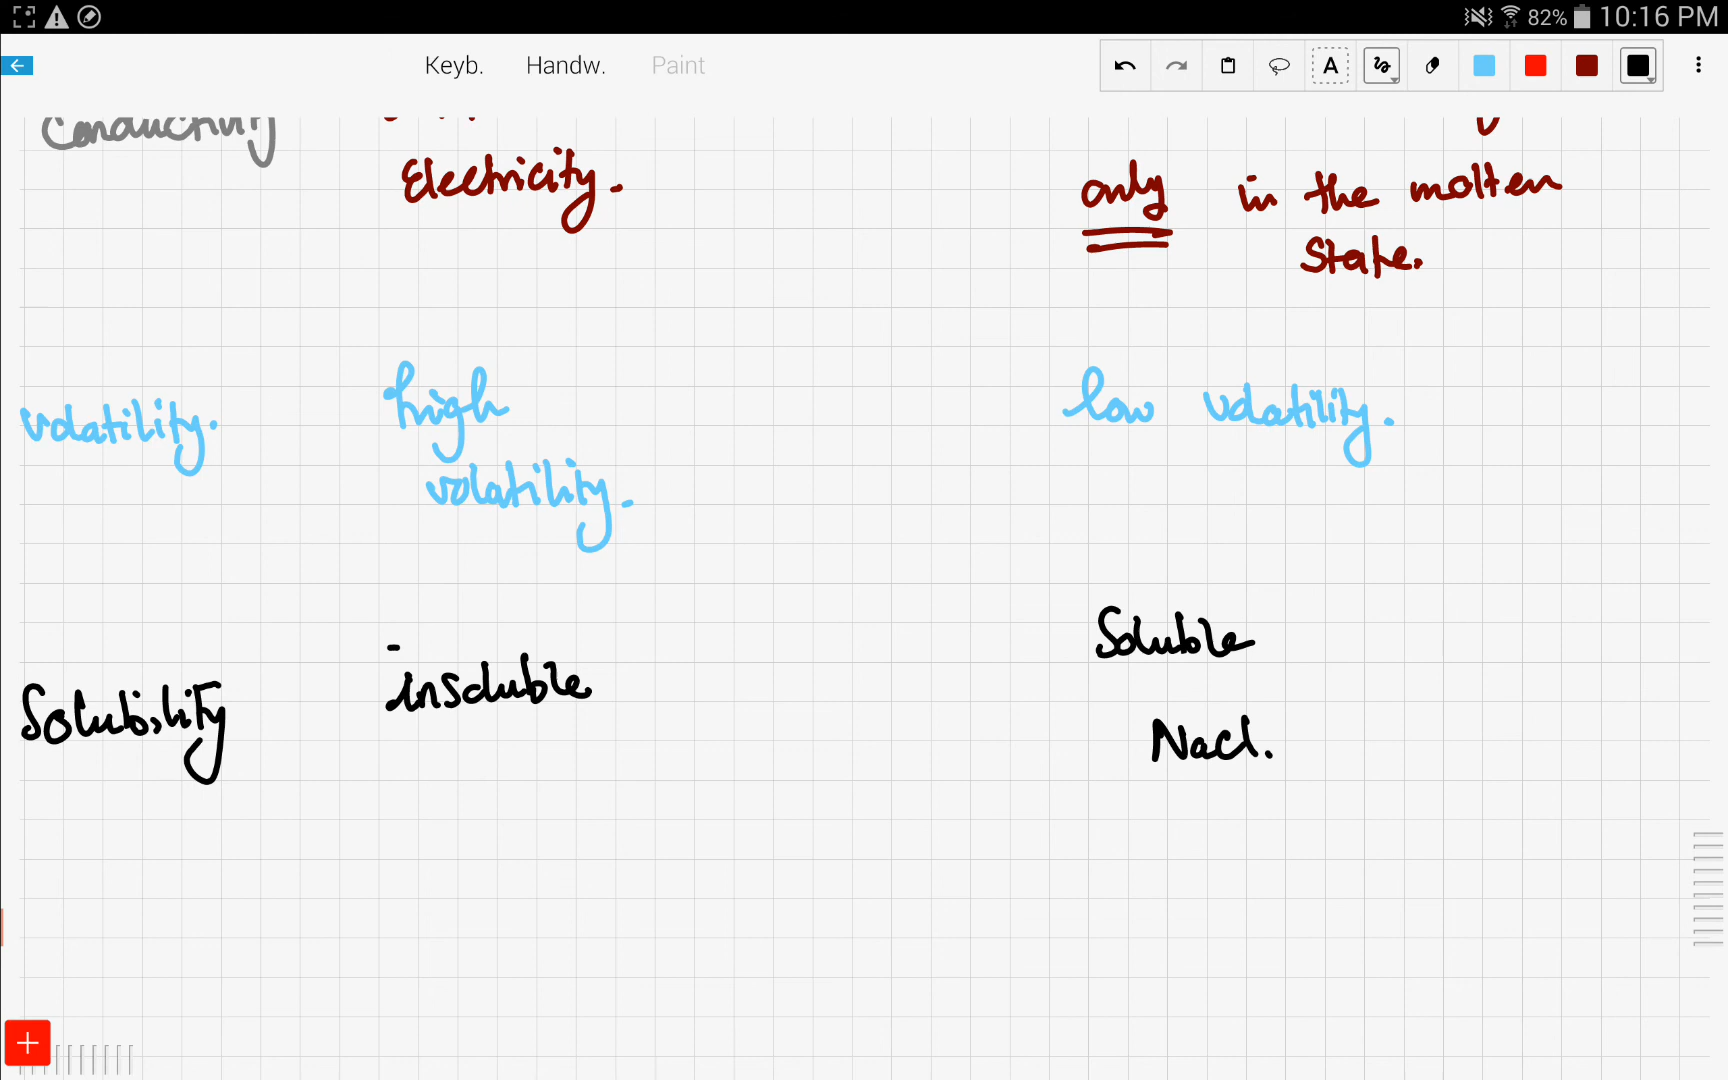 82% 10:16 PM
Keyb. Handw. Paint
A
Conductivity
Electricity.
only in the molten
State.
volatility. high low volatility.
volatility.
Solubility insoluble Soluble
Nacl.